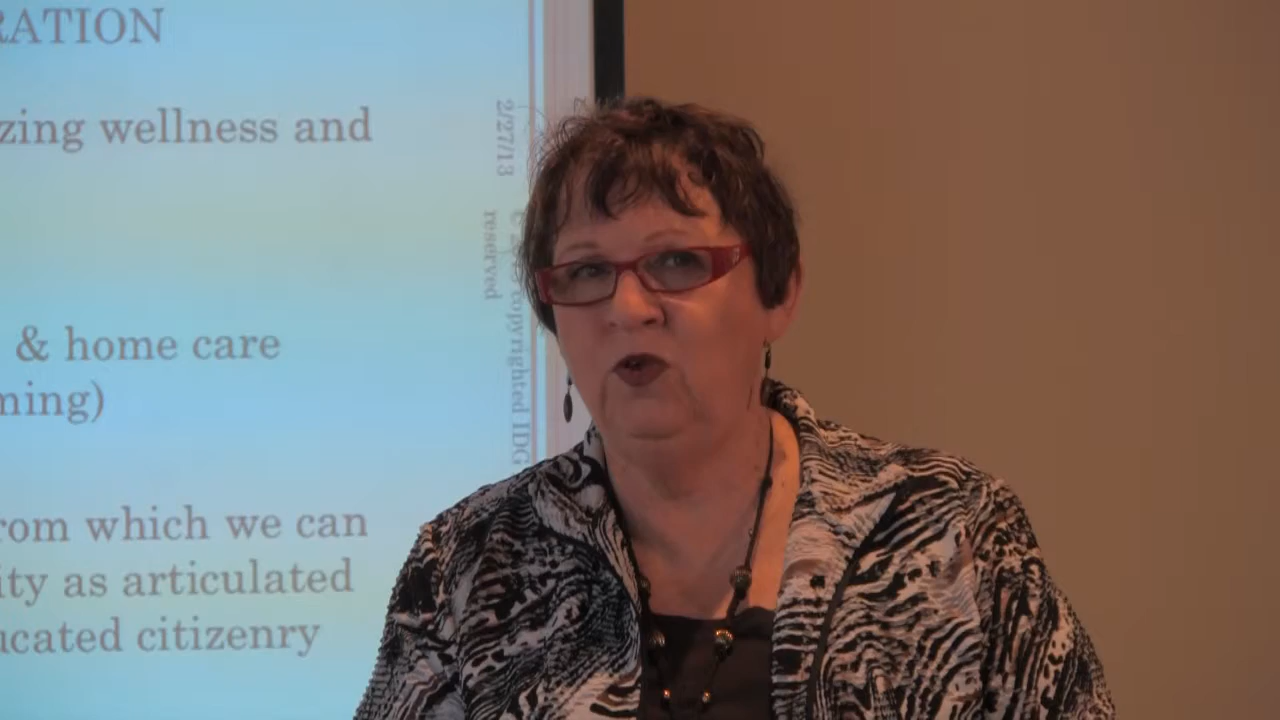 RATION
zing wellness and
& home care
ming)
rom which we can
ity as articulated
ucated citizenry
2/27/13
copyrighted IDG
reserved